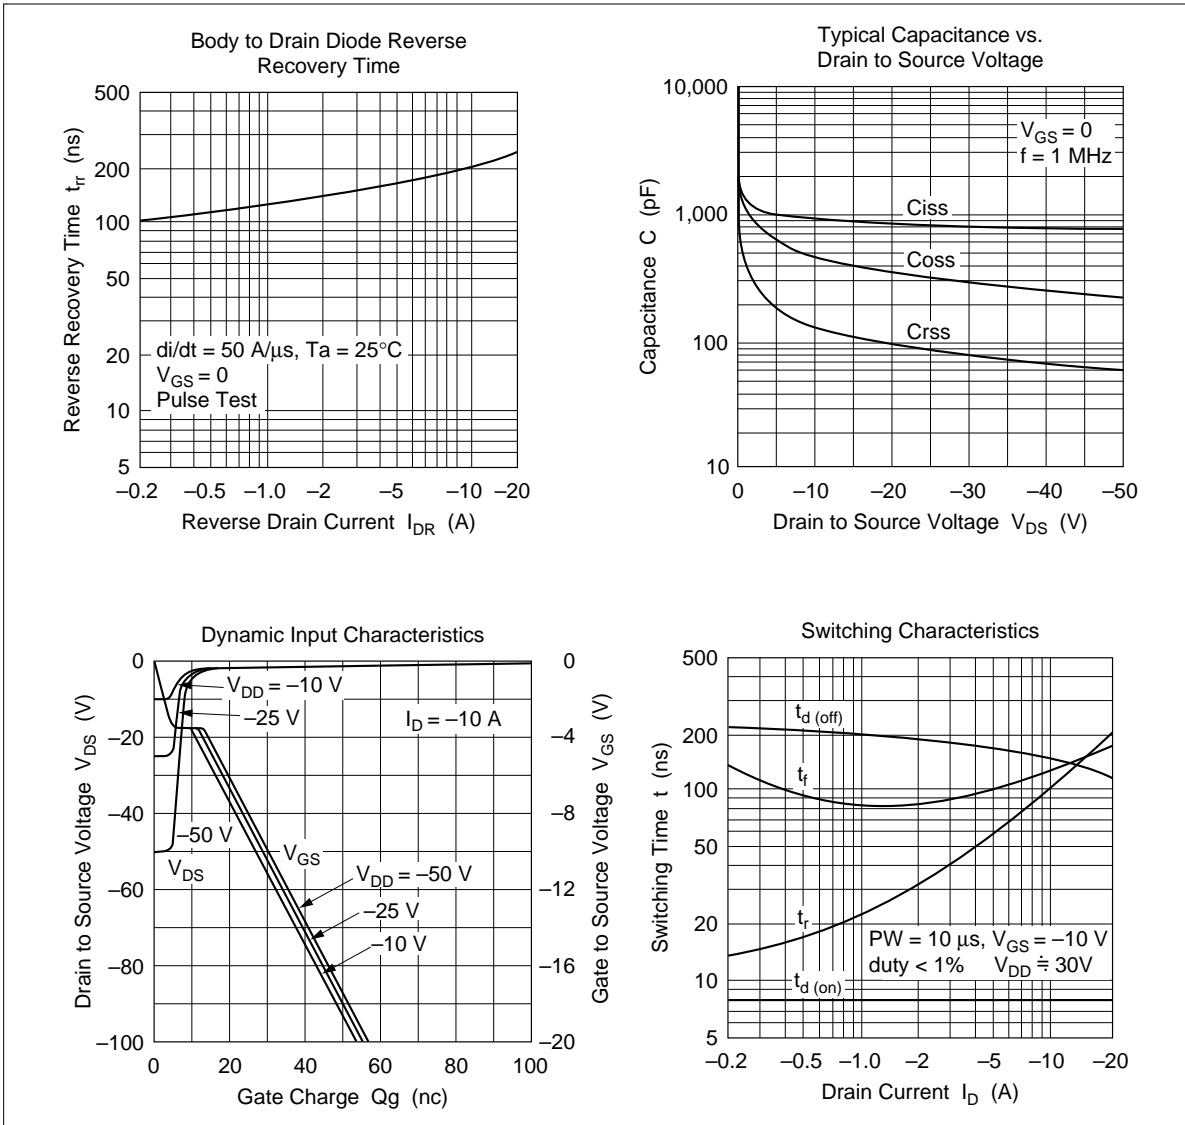 Body to Drain Diode Reverse
Recovery Time
500
200
100
50
20
10
5
Reverse Recovery Time trr (ns)
di/dt = 50 A/μs, Ta = 25°C
VGS = 0
Pulse Test
–0.2 –0.5 –1.0 –2 –5 –10 –20
Reverse Drain Current IDR (A)
Typical Capacitance vs.
Drain to Source Voltage
10,000
1,000
100
10
Capacitance C (pF)
VGS = 0
f = 1 MHz
Ciss
Coss
Crss
0 –10 –20 –30 –40 –50
Drain to Source Voltage VDS (V)
Dynamic Input Characteristics
0
–20
–40
–60
–80
–100
Drain to Source Voltage VDS (V)
VDD = –10 V
–25 V
ID = –10 A
–50 V
VDS
VGS
VDD = –50 V
–25 V
–10 V
0
–4
–8
–12
–16
–20
Gate to Source Voltage VGS (V)
0 20 40 60 80 100
Gate Charge Qg (nc)
Switching Characteristics
500
200
100
50
20
10
5
Switching Time t (ns)
td (off)
tf
tr
PW = 10 μs, VGS = –10 V
duty < 1% VDD ≒ 30V
td (on)
–0.2 –0.5 –1.0 –2 –5 –10 –20
Drain Current ID (A)